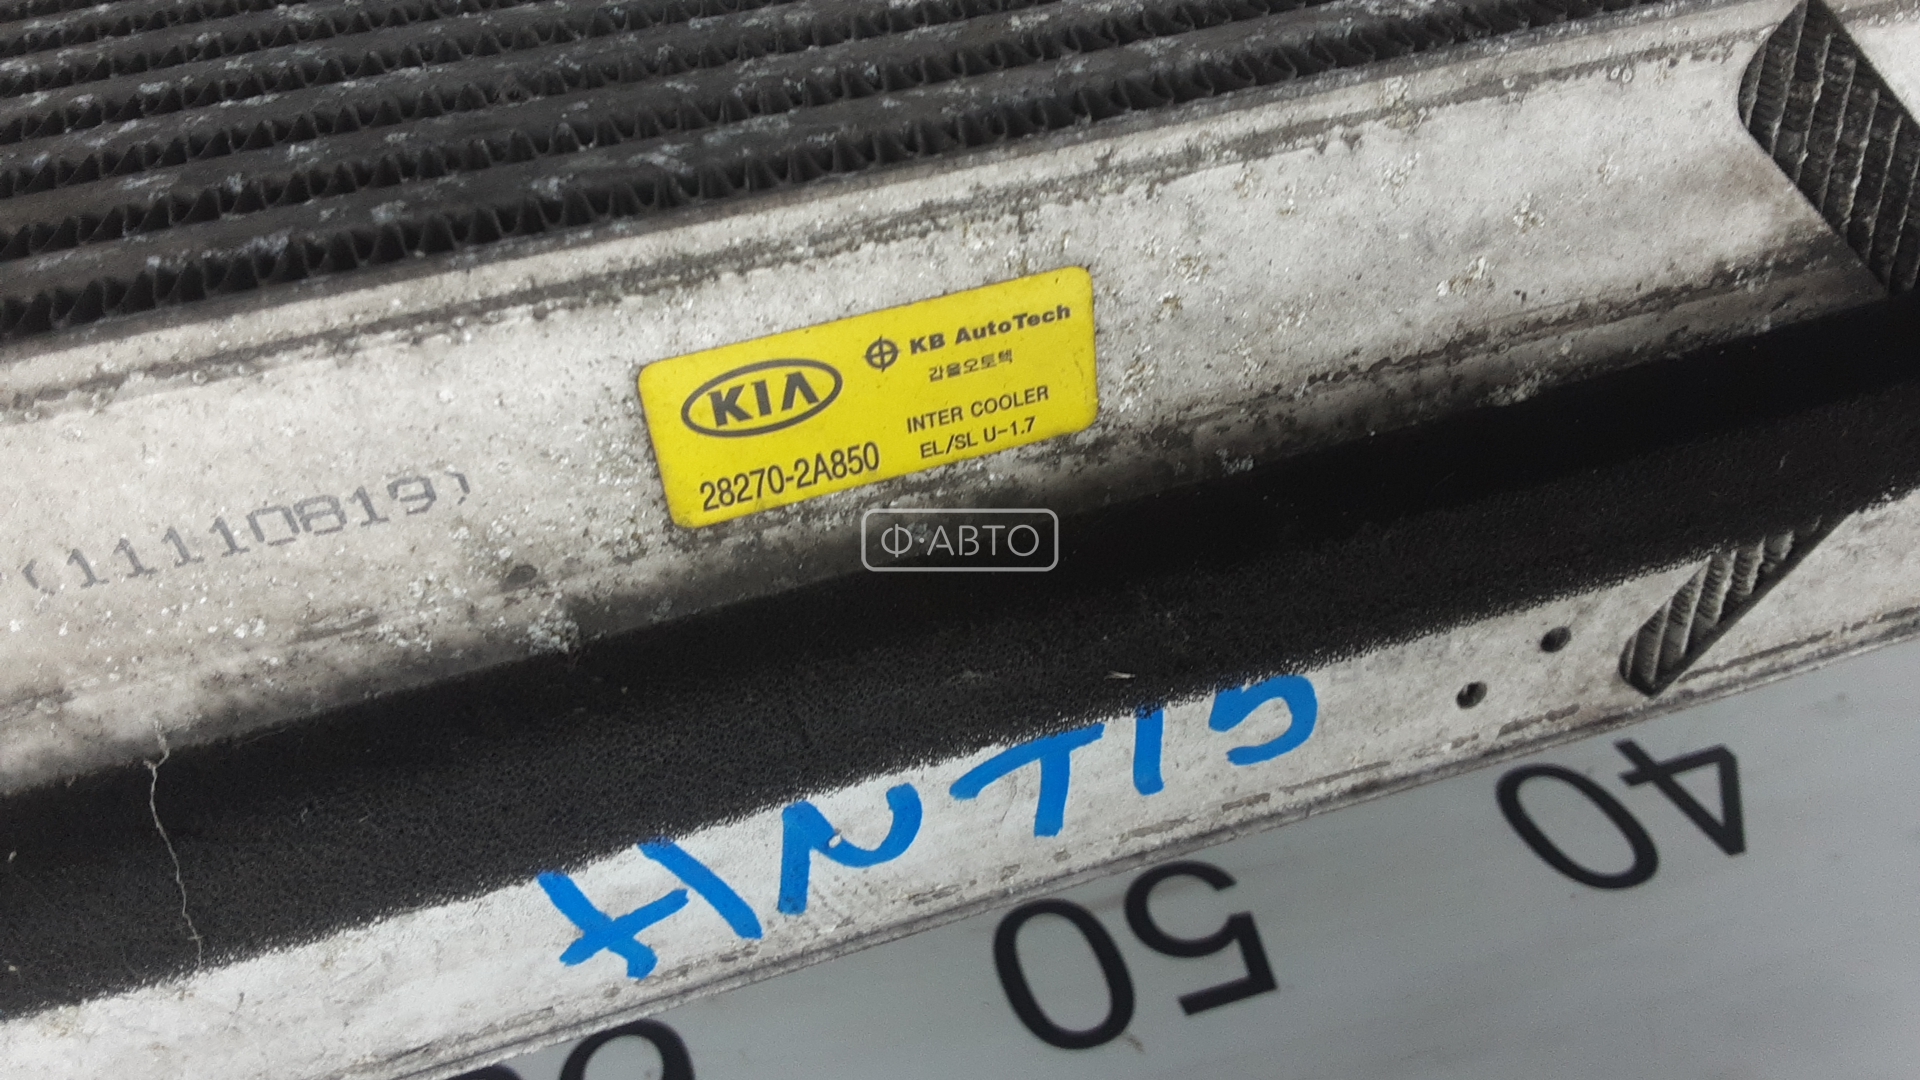 KIA
KB AutoTech
갑을오토텍
INTER COOLER
EL/SL U-1.7
28270-2A850
(11110819)
Ф·АВТО
40
50